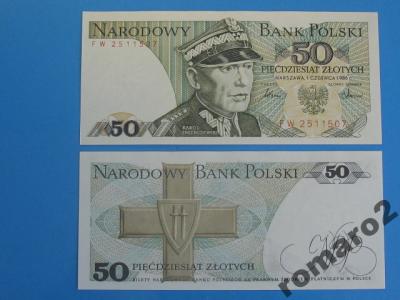 NARODOWY BANK POLSKI
FW 2511507
50
PIĘĆDZIESIĄT ZŁOTYCH
WARSZAWA, 1 CZERWCA 1986
KAROL
ŚWIERCZEWSKI
50
FW 2511507
NARODOWY BANK POLSKI
50
50
PIĘĆDZIESIĄT ZŁOTYCH
romaro2